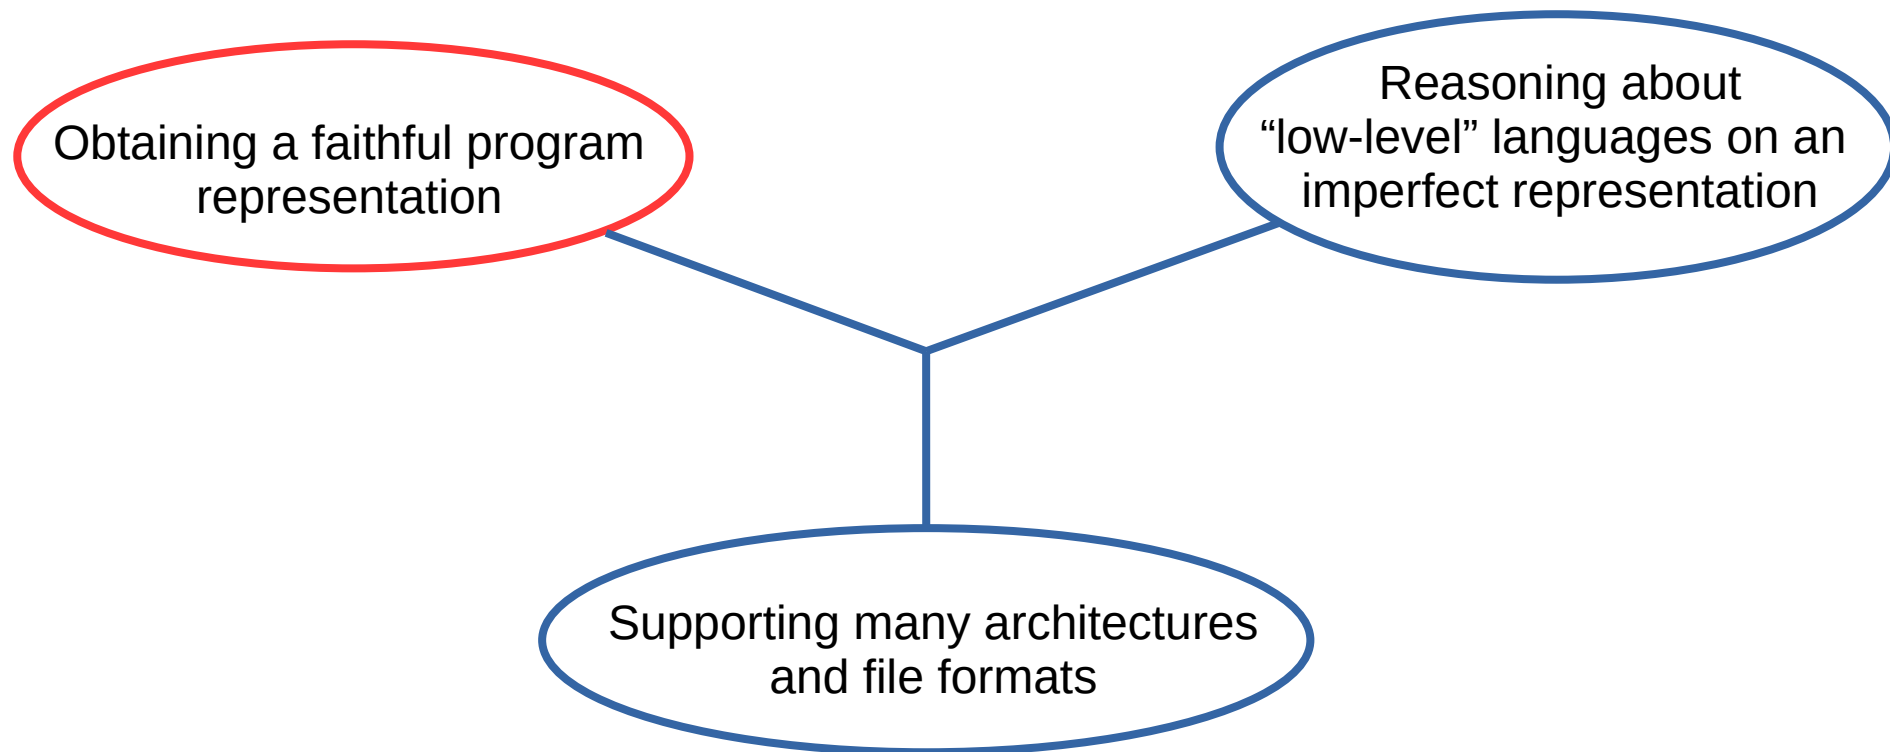 Obtaining a faithful program
representation
Reasoning about
“low-level” languages on an
imperfect representation
Supporting many architectures
and file formats